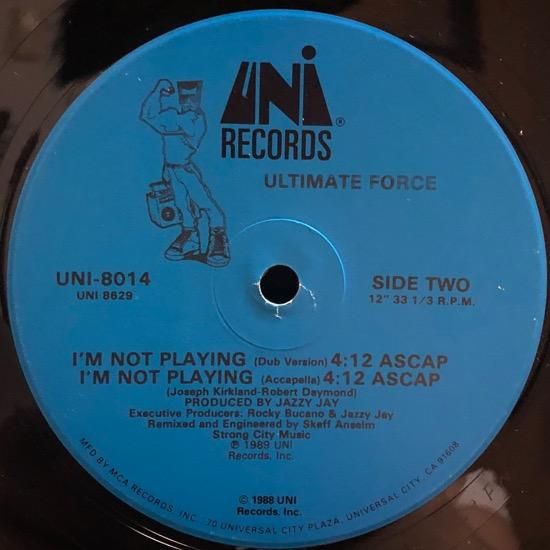 UNI
RECORDS®
ULTIMATE FORCE
UNI-8014
UNI 8629
SIDE TWO
12" 33 1/3 R.P.M.
I'M NOT PLAYING (Dub Version) 4:12 ASCAP
I'M NOT PLAYING (Accapella) 4:12 ASCAP
(Joseph Kirkland-Robert Daymond)
PRODUCED BY JAZZY JAY
Executive Producers: Rocky Bucano & Jazzy Jay
Remixed and Engineered by Skeff Anselm
Strong City Music
℗ 1989 UNI
Records, Inc.
© 1988 UNI
Records, Inc.
MFD BY MCA RECORDS, INC., 70 UNIVERSAL CITY PLAZA, UNIVERSAL CITY, CA 91608